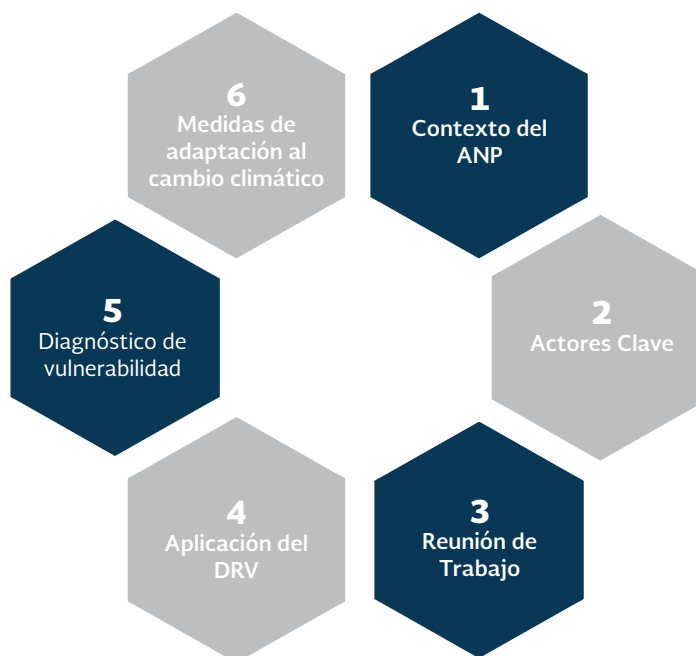 1
Contexto del
ANP
2
Actores Clave
3
Reunión de
Trabajo
4
Aplicación del
DRV
5
Diagnóstico de
vulnerabilidad
6
Medidas de
adaptación al
cambio climático